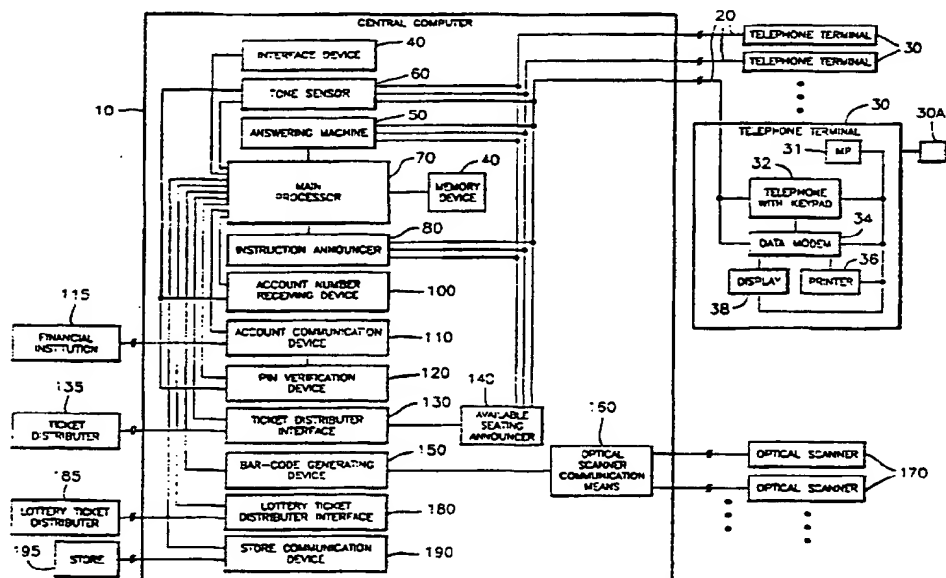 CENTRAL COMPUTER
10
INTERFACE DEVICE
40
TONE SENSOR
60
ANSWERING MACHINE
50
MAIN PROCESSOR
70
MEMORY DEVICE
40
INSTRUCTION ANNOUNCER
80
ACCOUNT NUMBER RECEIVING DEVICE
100
ACCOUNT COMMUNICATION DEVICE
110
PIN VERIFICATION DEVICE
120
TICKET DISTRIBUTER INTERFACE
130
AVAILABLE SEATING ANNOUNCER
140
BAR-CODE GENERATING DEVICE
150
OPTICAL SCANNER COMMUNICATION MEANS
160
LOTTERY TICKET DISTRIBUTER INTERFACE
180
STORE COMMUNICATION DEVICE
190
115
FINANCIAL INSTITUTION
135
TICKET DISTRIBUTER
185
LOTTERY TICKET DISTRIBUTER
195
STORE
20
TELEPHONE TERMINAL
TELEPHONE TERMINAL
30
30
TELEPHONE TERMINAL
30A
31
MP
32
TELEPHONE WITH KEYPAD
34
DATA MODEM
36
DISPLAY
PRINTER
38
OPTICAL SCANNER
OPTICAL SCANNER
170